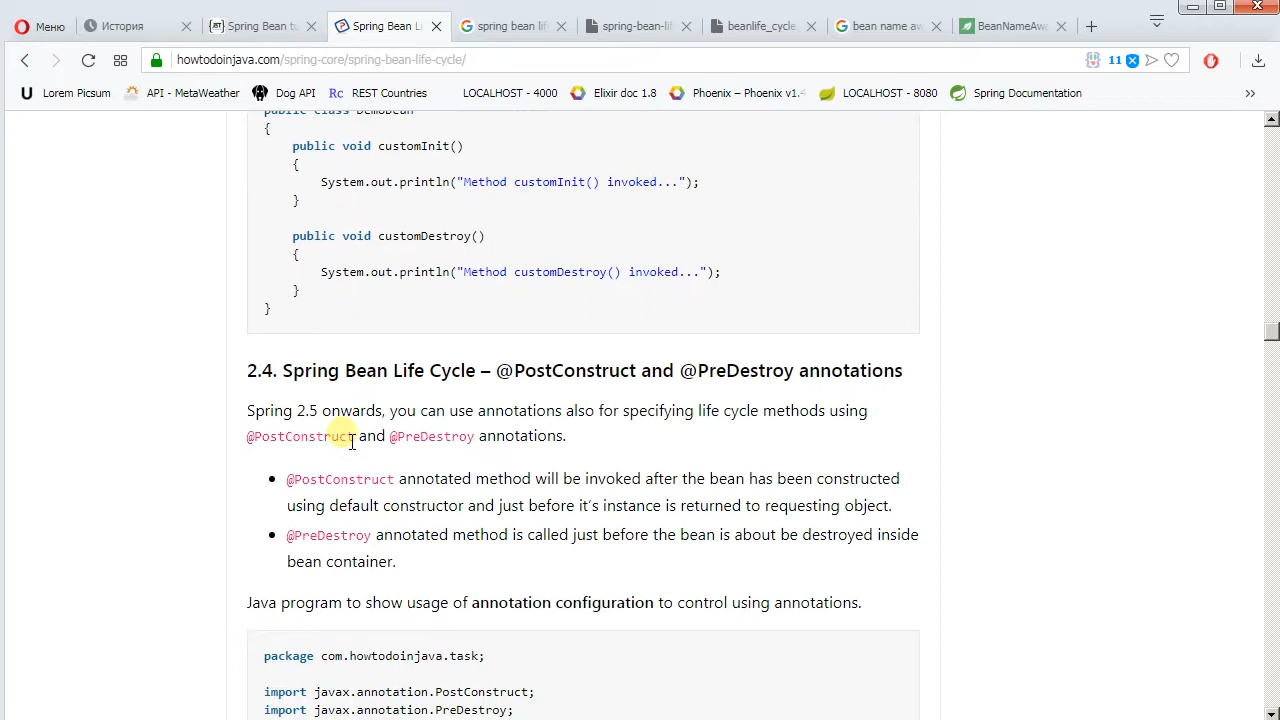 Меню
История
Spring Bean tu
Spring Bean Li
spring bean lif
spring-bean-li
beanlife_cycle
bean name aw
BeanNameAwa
howtodoinjava.com/spring-core/spring-bean-life-cycle/
11
U Lorem Picsum
API - MetaWeather
Dog API
Rc REST Countries
LOCALHOST - 4000
Elixir doc 1.8
Phoenix – Phoenix v1.4
LOCALHOST - 8080
Spring Documentation
public class DemoBean
{
public void customInit()
{
System.out.println("Method customInit() invoked...");
}
public void customDestroy()
{
System.out.println("Method customDestroy() invoked...");
}
}
2.4. Spring Bean Life Cycle – @PostConstruct and @PreDestroy annotations
Spring 2.5 onwards, you can use annotations also for specifying life cycle methods using
@PostConstruct and @PreDestroy annotations.
@PostConstruct annotated method will be invoked after the bean has been constructed
using default constructor and just before it's instance is returned to requesting object.
@PreDestroy annotated method is called just before the bean is about be destroyed inside
bean container.
Java program to show usage of annotation configuration to control using annotations.
package com.howtodoinjava.task;
import javax.annotation.PostConstruct;
import javax.annotation.PreDestroy;